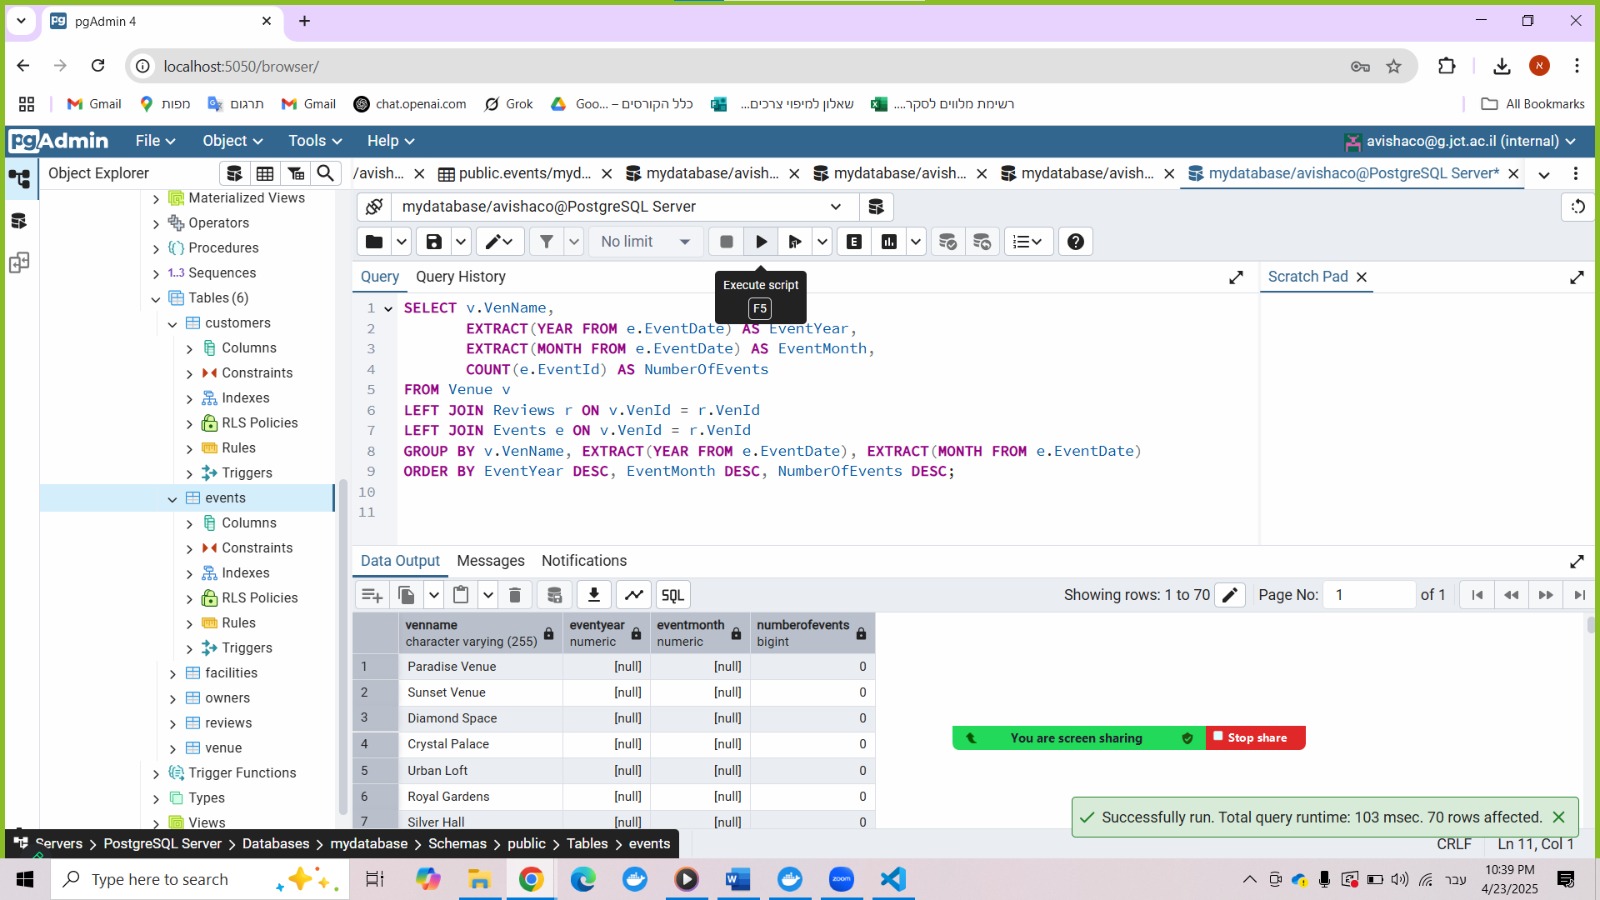 pgAdmin 4
localhost:5050/browser/
Gmail
מפות
תרגום
Gmail
chat.openai.com
Grok
כלל הקורסים – Goo...
שאלון למיפוי צרכים...
רשימת מלווים לסקר....
All Bookmarks
pgAdmin
File
Object
Tools
Help
avishaco@g.jct.ac.il (internal)
Object Explorer
/avish...
public.events/myd...
mydatabase/avish...
mydatabase/avish...
mydatabase/avish...
mydatabase/avishaco@PostgreSQL Server*
mydatabase/avishaco@PostgreSQL Server
No limit
Execute script
F5
Query
Query History
Scratch Pad
1 SELECT v.VenName,
2 EXTRACT(YEAR FROM e.EventDate) AS EventYear,
3 EXTRACT(MONTH FROM e.EventDate) AS EventMonth,
4 COUNT(e.EventId) AS NumberOfEvents
5 FROM Venue v
6 LEFT JOIN Reviews r ON v.VenId = r.VenId
7 LEFT JOIN Events e ON v.VenId = r.VenId
8 GROUP BY v.VenName, EXTRACT(YEAR FROM e.EventDate), EXTRACT(MONTH FROM e.EventDate)
9 ORDER BY EventYear DESC, EventMonth DESC, NumberOfEvents DESC;
10
11
Materialized Views
Operators
Procedures
1..3 Sequences
Tables (6)
customers
Columns
Constraints
Indexes
RLS Policies
Rules
Triggers
events
Columns
Constraints
Indexes
RLS Policies
Rules
Triggers
facilities
owners
reviews
venue
Trigger Functions
Types
Views
Data Output
Messages
Notifications
SQL
Showing rows: 1 to 70
Page No: 1 of 1
venname character varying (255)
eventyear numeric
eventmonth numeric
numberofevents bigint
1 Paradise Venue [null] [null] 0
2 Sunset Venue [null] [null] 0
3 Diamond Space [null] [null] 0
4 Crystal Palace [null] [null] 0
5 Urban Loft [null] [null] 0
6 Royal Gardens [null] [null] 0
7 Silver Hall [null] [null] 0
You are screen sharing
Stop share
Successfully run. Total query runtime: 103 msec. 70 rows affected.
Servers > PostgreSQL Server > Databases > mydatabase > Schemas > public > Tables > events
CRLF
Ln 11, Col 1
Type here to search
zoom
עבר
10:39 PM
4/23/2025